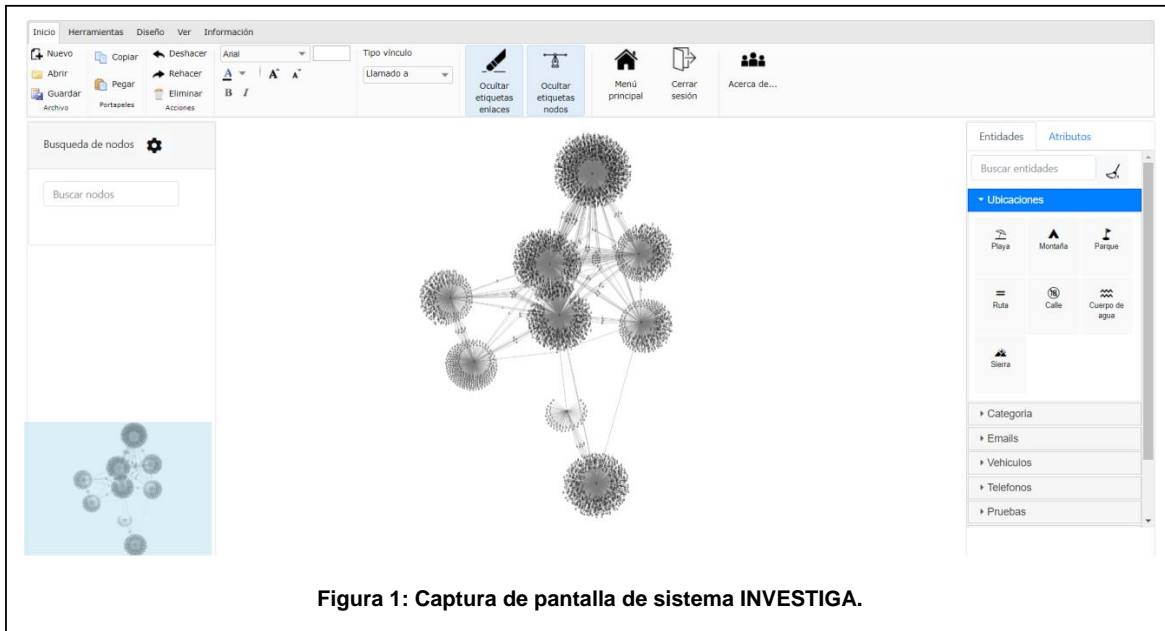 Inicio Herramientas Diseño Ver Información
Nuevo
Abrir
Guardar
Archivo
Copiar
Pegar
Portapeles
Deshacer
Rehacer
Eliminar
Acciones
Arial
A A A
B I
Tipo vínculo
Llamado a
Ocultar
etiquetas
enlaces
Ocultar
etiquetas
nodos
Menú
principal
Cerrar
sesión
Acerca de...
Busqueda de nodos
Buscar nodos
Entidades Atributos
Buscar entidades
Ubicaciones
Playa
Montaña
Parque
Ruta
Calle
Cuerpo de
agua
Sierra
Categoria
Emails
Vehiculos
Telefonos
Pruebas
Figura 1: Captura de pantalla de sistema INVESTIGA.